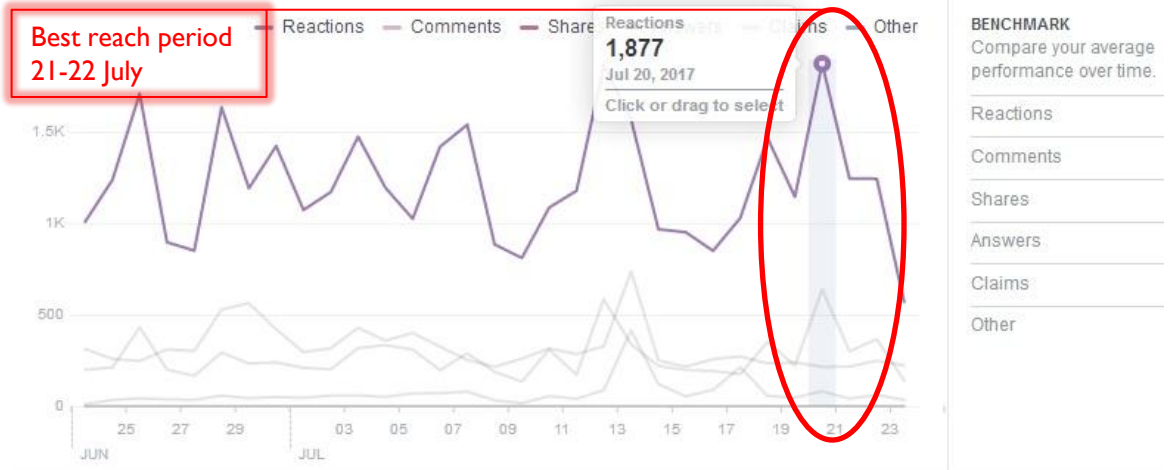 Best reach period
21-22 July
Reactions
Comments
Share
Claims
Other
Reactions
1,877
Jul 20, 2017
Click or drag to select
1.5K
1K
500
0
25 27 29 03 05 07 09 11 13 15 17 19 21 23
JUN JUL
BENCHMARK
Compare your average
performance over time.
Reactions
Comments
Shares
Answers
Claims
Other